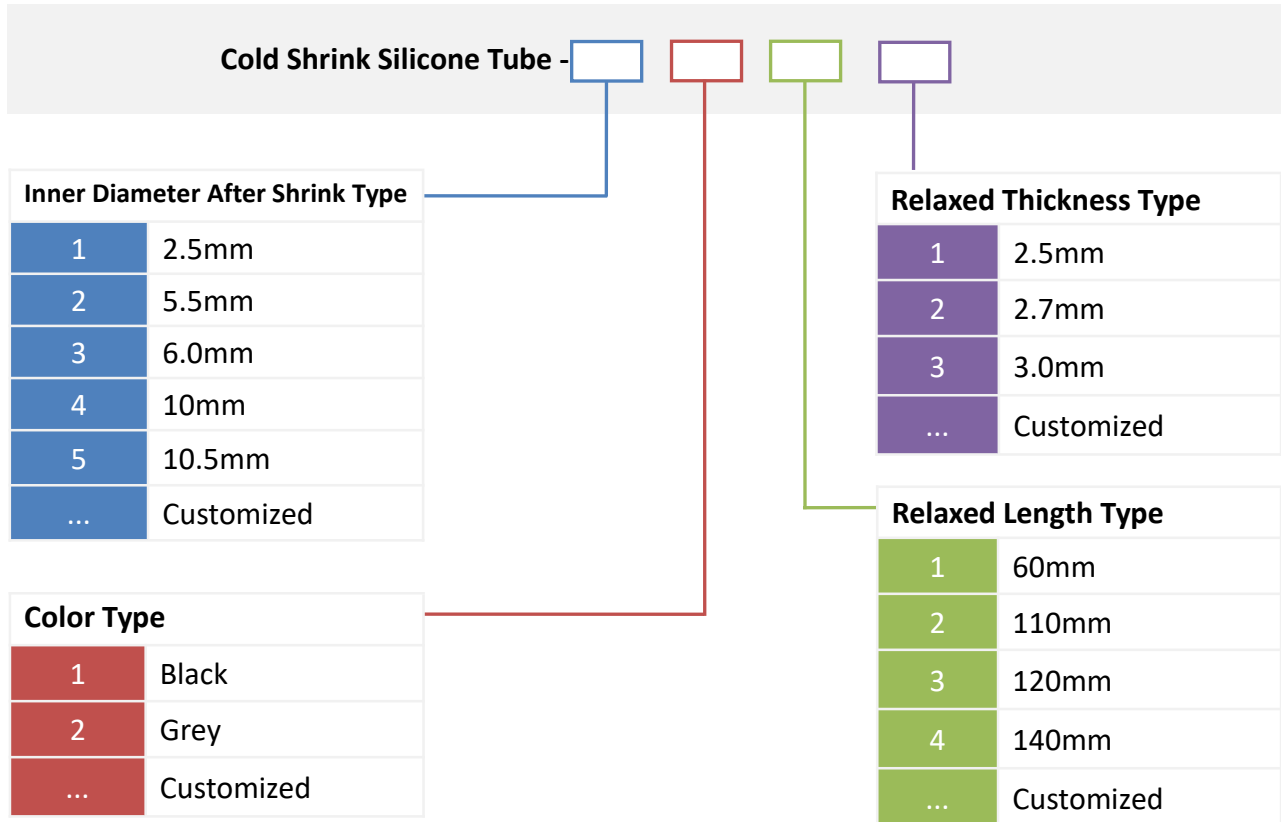 Cold Shrink Silicone Tube -
Inner Diameter After Shrink Type
1 2.5mm
2 5.5mm
3 6.0mm
4 10mm
5 10.5mm
... Customized
Color Type
1 Black
2 Grey
... Customized
Relaxed Thickness Type
1 2.5mm
2 2.7mm
3 3.0mm
... Customized
Relaxed Length Type
1 60mm
2 110mm
3 120mm
4 140mm
... Customized